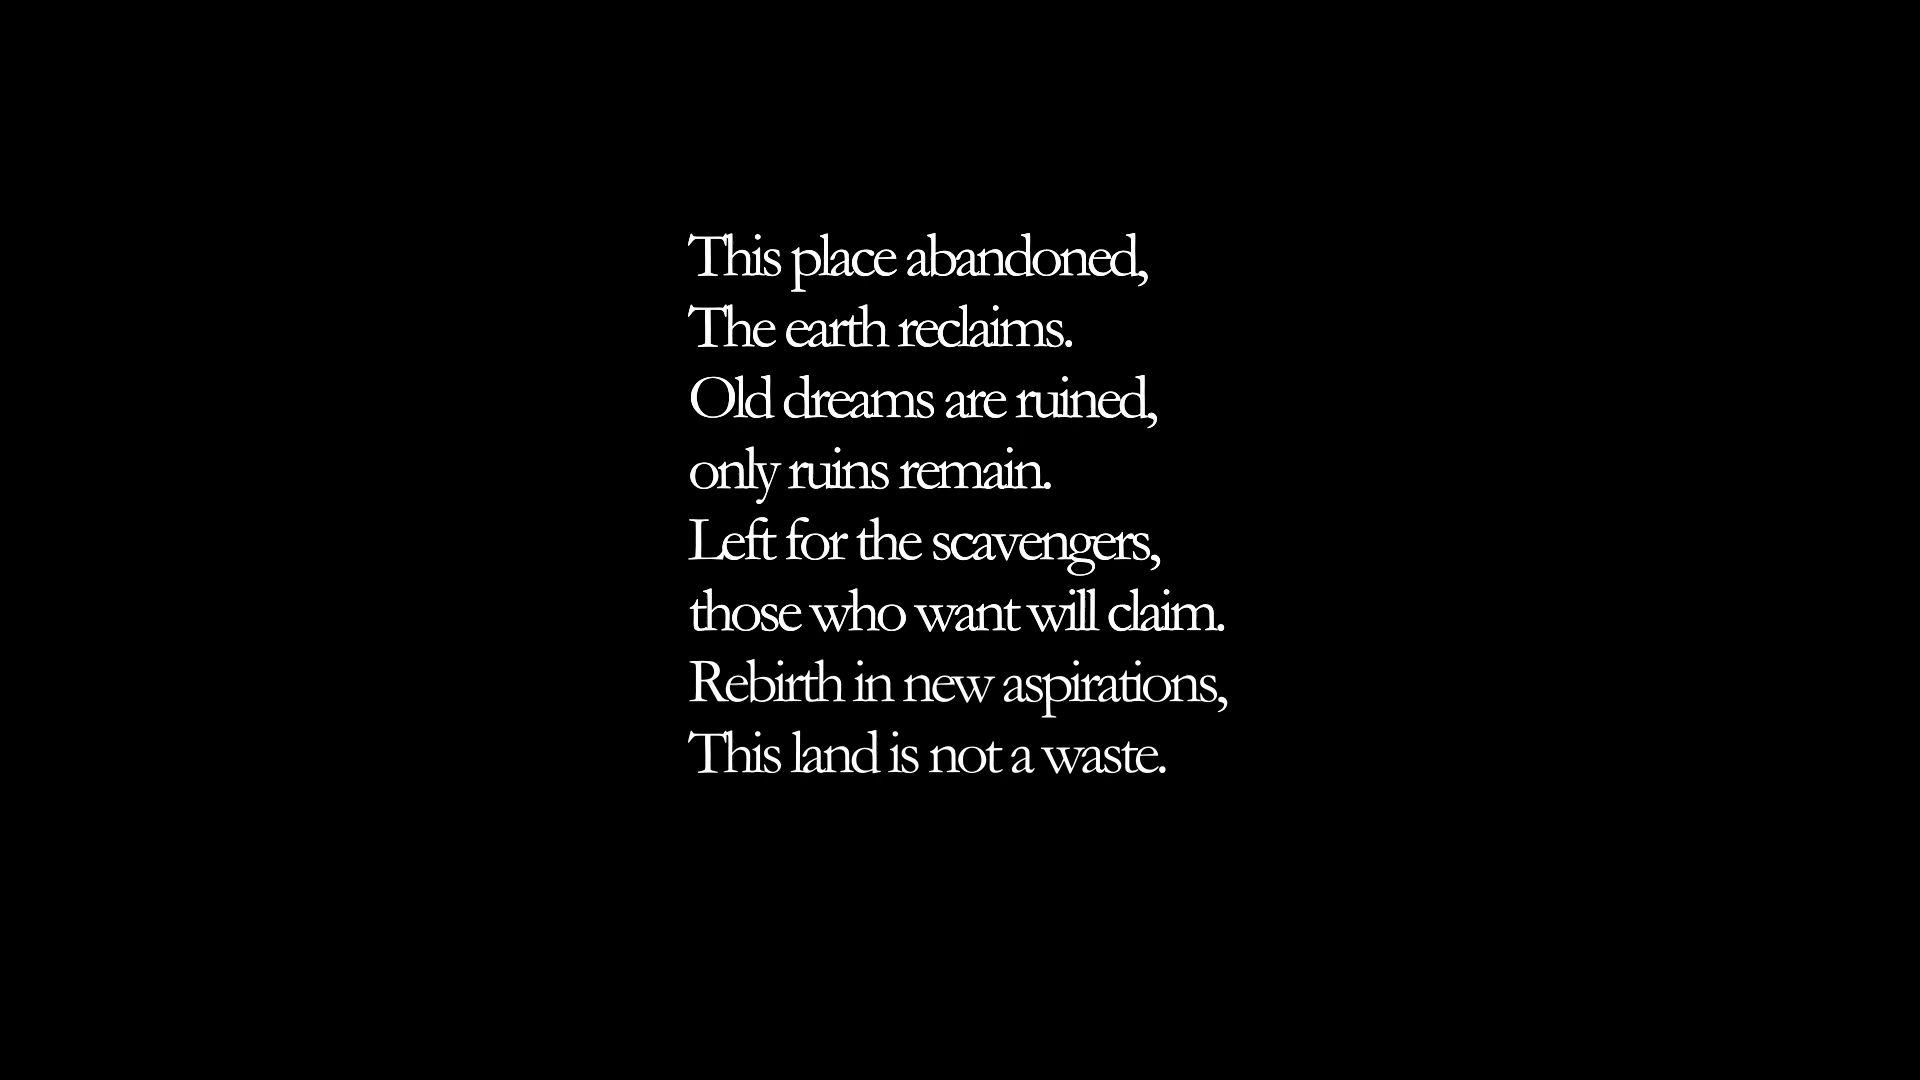 This place abandoned,
The earth reclaims.
Old dreams are ruined,
only ruins remain.
Left for the scavengers,
those who want will claim.
Rebirth in new aspirations,
This land is not a waste.